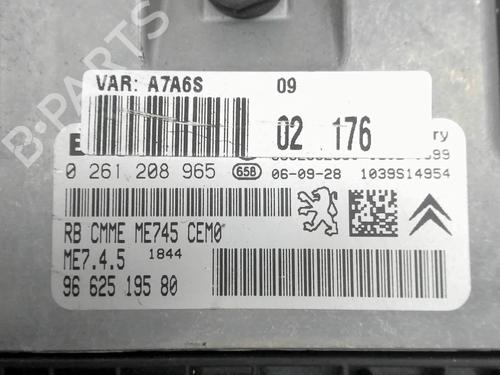 B-PARTS
VAR: A7A6S 09
02 176
0 261 208 965 658 06-09-28 1039S14954
RB CMME ME745 CEM0
ME7.4.5 1844
96 625 195 80